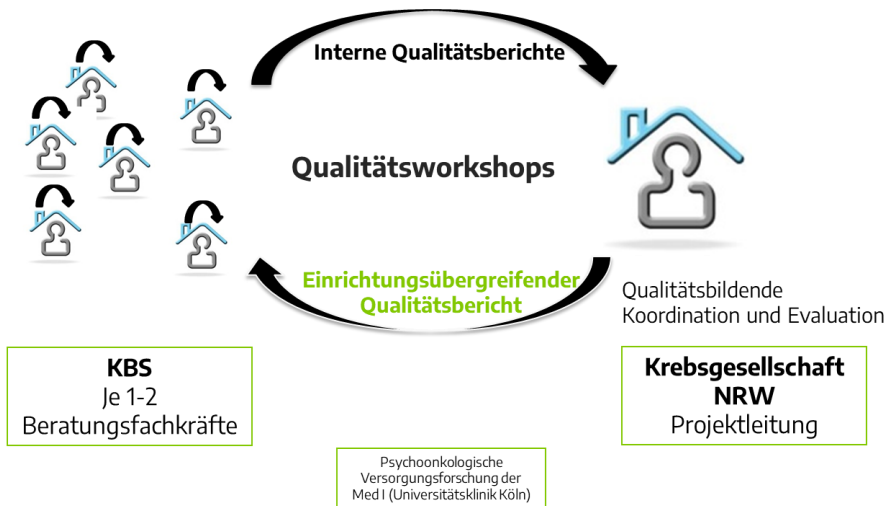 Interne Qualitätsberichte
Qualitätsworkshops
Einrichtungsübergreifender
Qualitätsbericht
Qualitätsbildende
Koordination und Evaluation
KBS
Je 1-2
Beratungsfachkräfte
Krebsgesellschaft
NRW
Projektleitung
Psychoonkologische
Versorgungsforschung der
Med I (Universitätsklinik Köln)